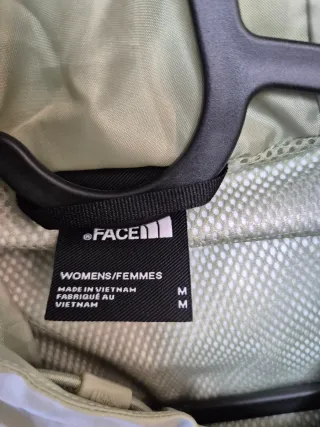 ®FACE
WOMENS/FEMMES
MADE IN VIETNAM M
FABRIQUÉ AU
VIETNAM M